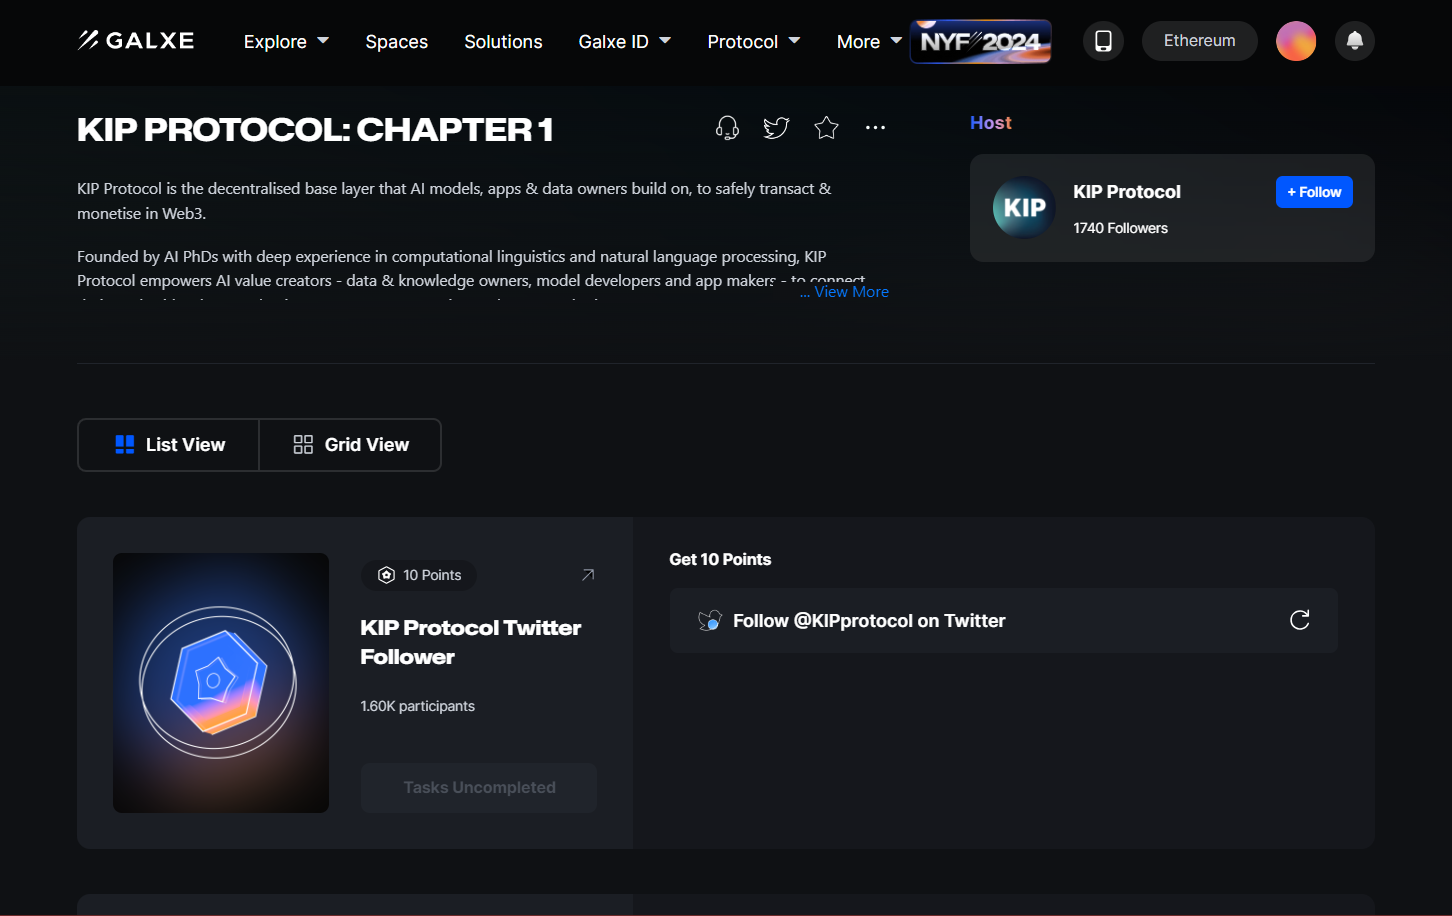 GALXE Explore Spaces Solutions Galxe ID Protocol More NYF 2024 Ethereum
KIP PROTOCOL: CHAPTER 1
Host
KIP Protocol is the decentralised base layer that AI models, apps & data owners build on, to safely transact &
monetise in Web3.
Founded by AI PhDs with deep experience in computational linguistics and natural language processing, KIP
Protocol empowers AI value creators - data & knowledge owners, model developers and app makers - to connect
... View More
KIP
KIP Protocol
+ Follow
1740 Followers
List View
Grid View
10 Points
KIP Protocol Twitter
Follower
1.60K participants
Tasks Uncompleted
Get 10 Points
Follow @KIPprotocol on Twitter